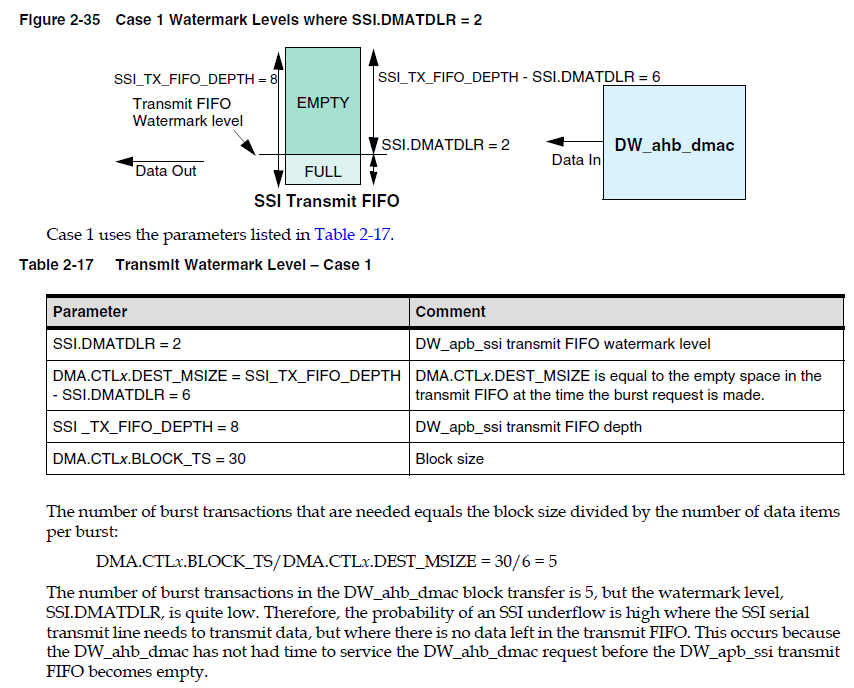 Figure 2-35 Case 1 Watermark Levels where SSI.DMATDLR = 2
SSI_TX_FIFO_DEPTH = 8
SSI_TX_FIFO_DEPTH - SSI.DMATDLR = 6
Transmit FIFO
Watermark level
EMPTY
SSI.DMATDLR = 2
DW_ahb_dmac
Data In
Data Out
FULL
SSI Transmit FIFO
Case 1 uses the parameters listed in Table 2-17.
Table 2-17 Transmit Watermark Level – Case 1
Parameter Comment
SSI.DMATDLR = 2 DW_apb_ssi transmit FIFO watermark level
DMA.CTLx.DEST_MSIZE = SSI_TX_FIFO_DEPTH DMA.CTLx.DEST_MSIZE is equal to the empty space in the
- SSI.DMATDLR = 6 transmit FIFO at the time the burst request is made.
SSI _TX_FIFO_DEPTH = 8 DW_apb_ssi transmit FIFO depth
DMA.CTLx.BLOCK_TS = 30 Block size
The number of burst transactions that are needed equals the block size divided by the number of data items
per burst:
DMA.CTLx.BLOCK_TS/DMA.CTLx.DEST_MSIZE = 30/6 = 5
The number of burst transactions in the DW_ahb_dmac block transfer is 5, but the watermark level,
SSI.DMATDLR, is quite low. Therefore, the probability of an SSI underflow is high where the SSI serial
transmit line needs to transmit data, but where there is no data left in the transmit FIFO. This occurs because
the DW_ahb_dmac has not had time to service the DW_ahb_dmac request before the DW_apb_ssi transmit
FIFO becomes empty.